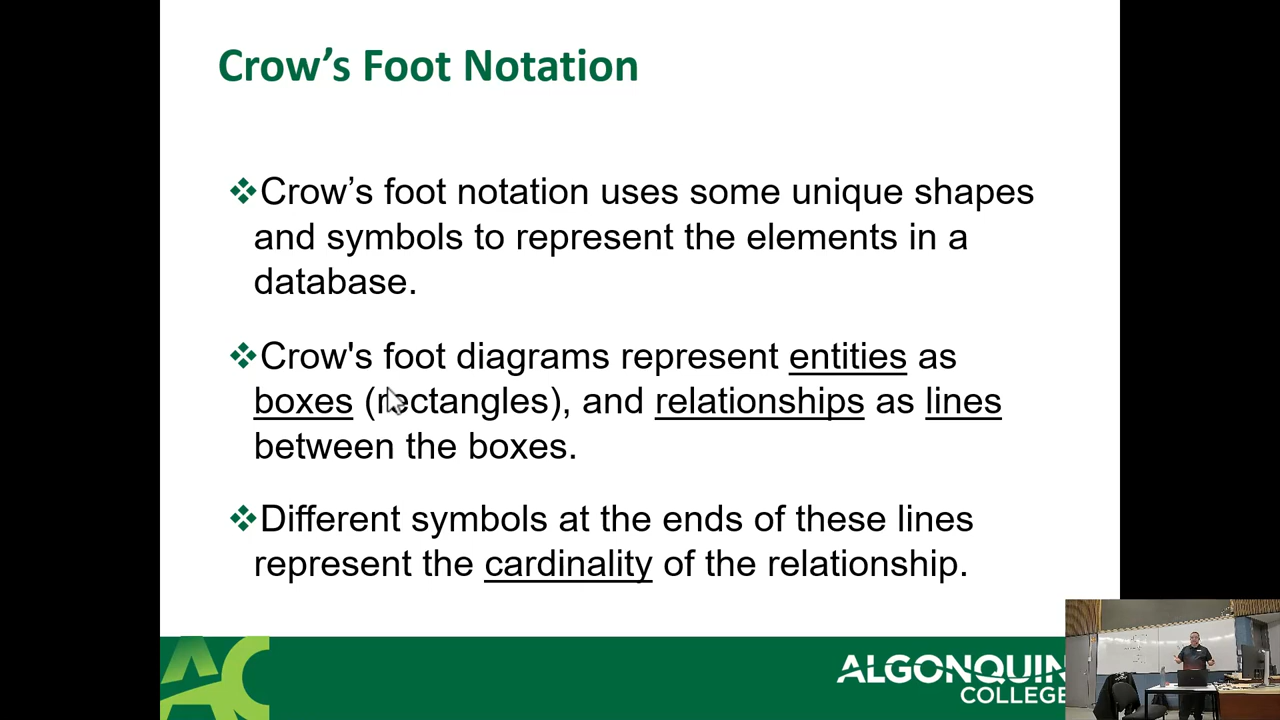 Crow’s Foot Notation
❖Crow’s foot notation uses some unique shapes
and symbols to represent the elements in a
database.
❖Crow's foot diagrams represent entities as
boxes (rectangles), and relationships as lines
between the boxes.
❖Different symbols at the ends of these lines
represent the cardinality of the relationship.
AC
ALGONQUIN
COLLEGE